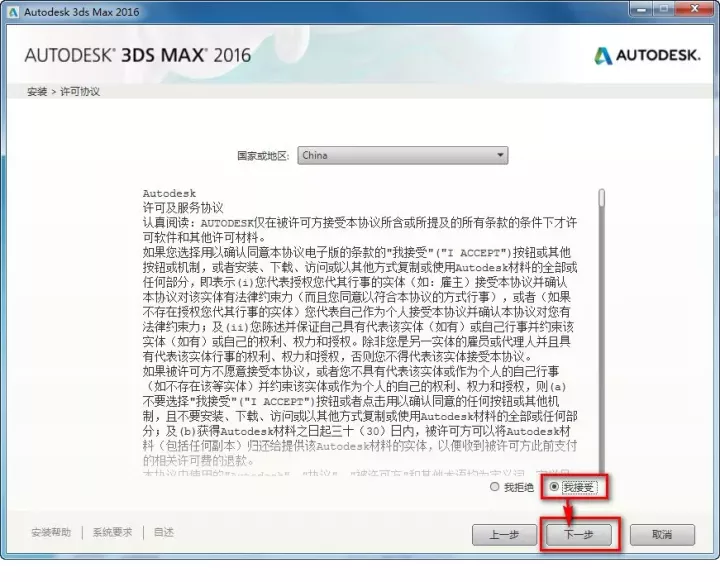 Autodesk 3ds Max 2016
AUTODESK® 3DS MAX® 2016
AUTODESK.
安装 > 许可协议
国家或地区: China
Autodesk
许可及服务协议
认真阅读: AUTODESK仅在被许可方接受本协议所含或所提及的所有条款的条件下才许
可软件和其他许可材料。
如果您选择用以确认同意本协议电子版的条款的"我接受"("I ACCEPT")按钮或其他
按钮或机制，或者安装、下载、访问或以其他方式复制或使用Autodesk材料的全部或
任何部分，即表示(i)您代表授权您代其行事的实体（如：雇主）接受本协议并确认
本协议对该实体有法律约束力（而且您同意以符合本协议的方式行事），或者（如果
不存在授权您代其行事的实体）您代表自己作为个人接受本协议并确认本协议对您有
法律约束力；及(ii)您陈述并保证自己具有代表该实体（如有）或自己行事并约束该
实体（如有）或自己的权利、权力和授权。除非您是另一实体的雇员或代理人并且具
有代表该实体行事的权利、权力和授权，否则您不得代表该实体接受本协议。
如果被许可方不愿意接受本协议，或者您不具有代表该实体或作为个人的自己行事
（如不存在该等实体）并约束该实体或作为个人的自己的权利、权力和授权，则(a)
不要选择"我接受"("I ACCEPT")按钮或者点击用以确认同意的任何按钮或其他机
制，且不要安装、下载、访问或以其他方式复制或使用Autodesk材料的全部或任何部
分；及(b)获得Autodesk材料之日起三十（30）日内，被许可方可以将Autodesk材
料（包括任何副本）归还给提供该Autodesk材料的实体，以便收到被许可方此前支付
的相关许可费的退款。
本协议中使用的"Autodesk"、"协议"、"被许可方"和其他术语均为定义词
我拒绝 我接受
安装帮助 系统要求 自述 上一步 下一步 取消